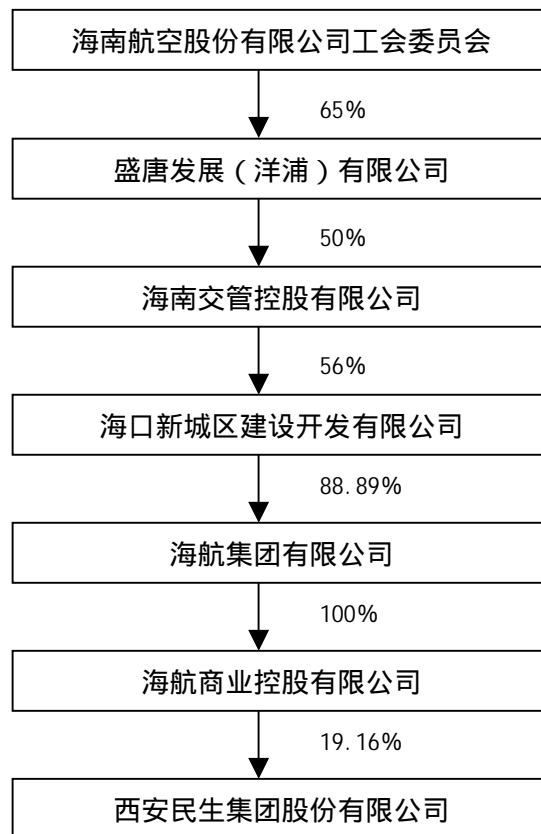 海南航空股份有限公司工会委员会
65%
盛唐发展（洋浦）有限公司
50%
海南交管控股有限公司
56%
海口新城区建设开发有限公司
88.89%
海航集团有限公司
100%
海航商业控股有限公司
19.16%
西安民生集团股份有限公司